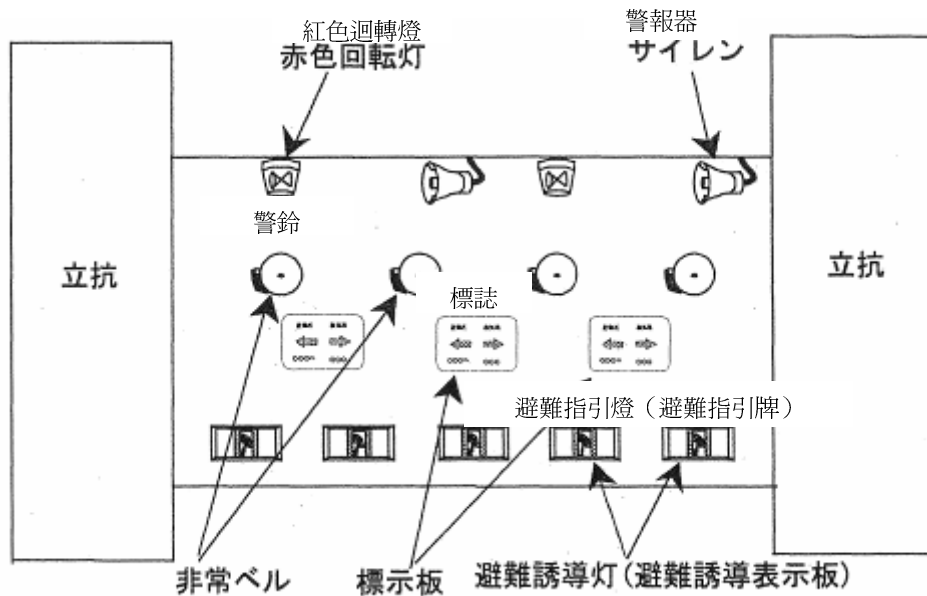 紅色迴轉燈
赤色回転灯
警報器
サイレン
警鈴
立抗
立抗
標誌
避難指引燈（避難指引牌）
非常ベル
標示板
避難誘導灯(避難誘導表示板)